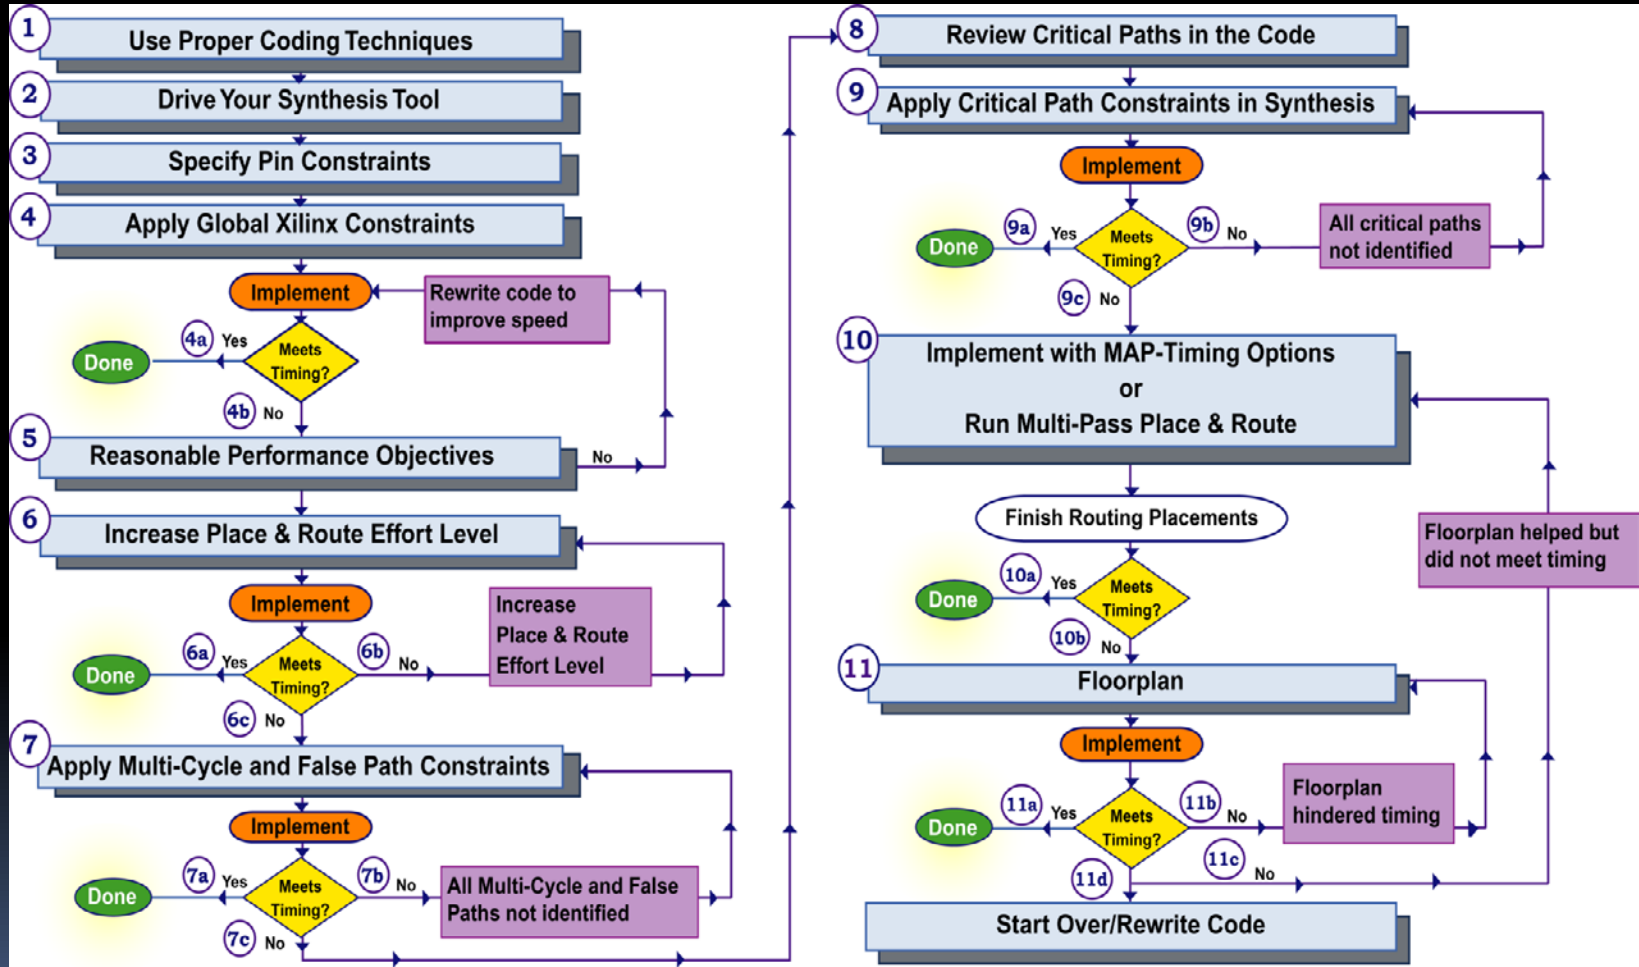 1
Use Proper Coding Techniques
2
Drive Your Synthesis Tool
3
Specify Pin Constraints
4
Apply Global Xilinx Constraints
Implement
Rewrite code to
improve speed
4a
Yes
Meets
Timing?
Done
4b
No
5
Reasonable Performance Objectives
No
6
Increase Place & Route Effort Level
Implement
Increase
Place & Route
Effort Level
6a
Yes
Meets
Timing?
6b
No
Done
6c
No
7
Apply Multi-Cycle and False Path Constraints
Implement
7a
Yes
Meets
Timing?
7b
No
All Multi-Cycle and False
Paths not identified
Done
7c
No
8
Review Critical Paths in the Code
9
Apply Critical Path Constraints in Synthesis
Implement
9a
Yes
Meets
Timing?
9b
No
All critical paths
not identified
Done
9c
No
10
Implement with MAP-Timing Options
or
Run Multi-Pass Place & Route
Finish Routing Placements
Floorplan helped but
did not meet timing
10a
Yes
Meets
Timing?
Done
10b
No
11
Floorplan
Implement
11a
Yes
Meets
Timing?
11b
No
Floorplan
hindered timing
Done
11c
No
11d
Start Over/Rewrite Code